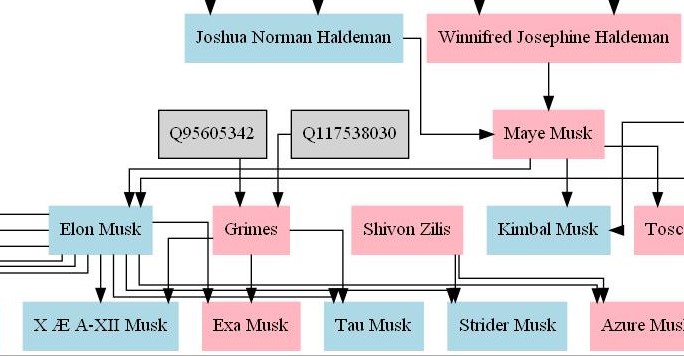 Joshua Norman Haldeman
Winnifred Josephine Haldeman
Q95605342
Q117538030
Maye Musk
Elon Musk
Grimes
Shivon Zilis
Kimbal Musk
Tosc
X Æ A-XII Musk
Exa Musk
Tau Musk
Strider Musk
Azure Musk